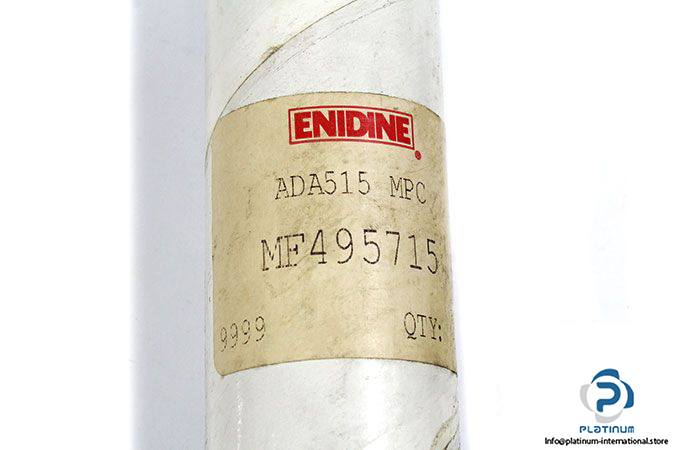 ENIDINE
®
ADA515 MPC
MF495715
9999 QTY:
PLATINUM
Info@platinum-international.store